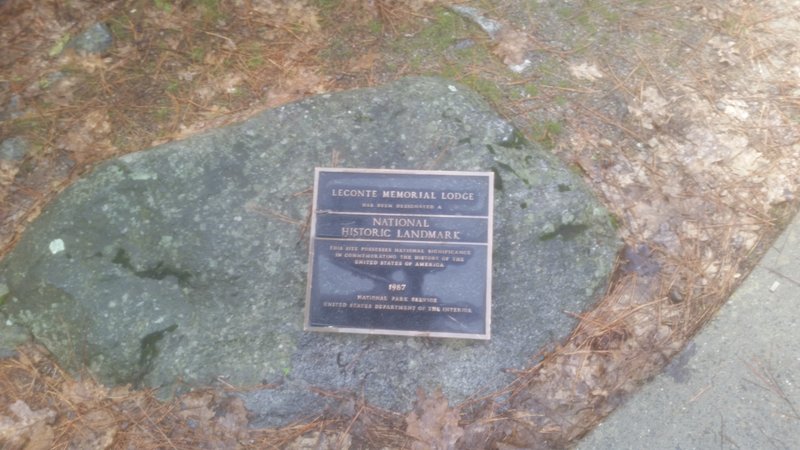 LECONTE MEMORIAL LODGE
HAS BEEN DESIGNATED A
NATIONAL
HISTORIC LANDMARK
THIS SITE POSSESSES NATIONAL SIGNIFICANCE
IN COMMEMORATING THE HISTORY OF THE
UNITED STATES OF AMERICA
1987
NATIONAL PARK SERVICE
UNITED STATES DEPARTMENT OF THE INTERIOR